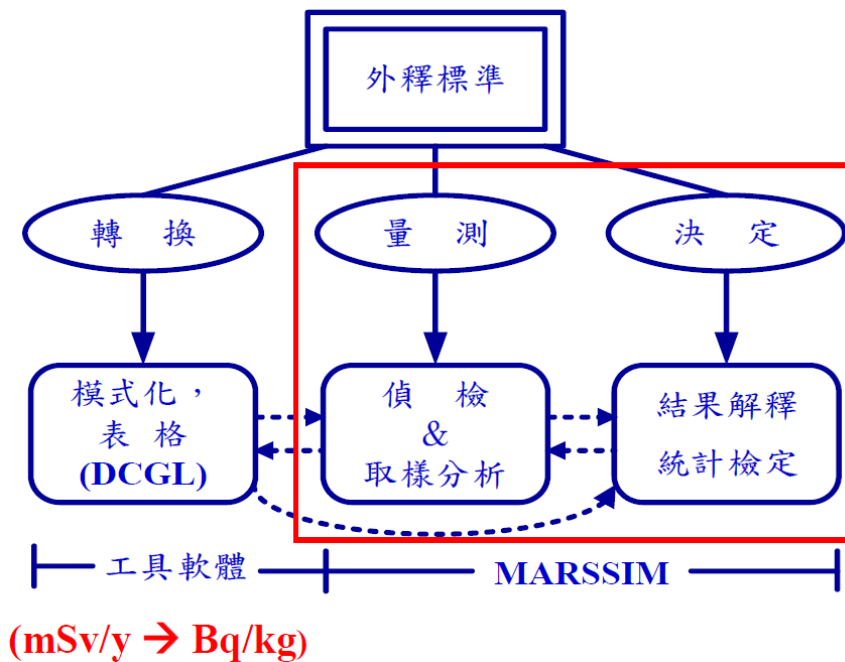 外釋標準
轉換
量測
決定
模式化，
表格
(DCGL)
偵檢
&
取樣分析
結果解釋
統計檢定
工具軟體
MARSSIM
(mSv/y → Bq/kg)